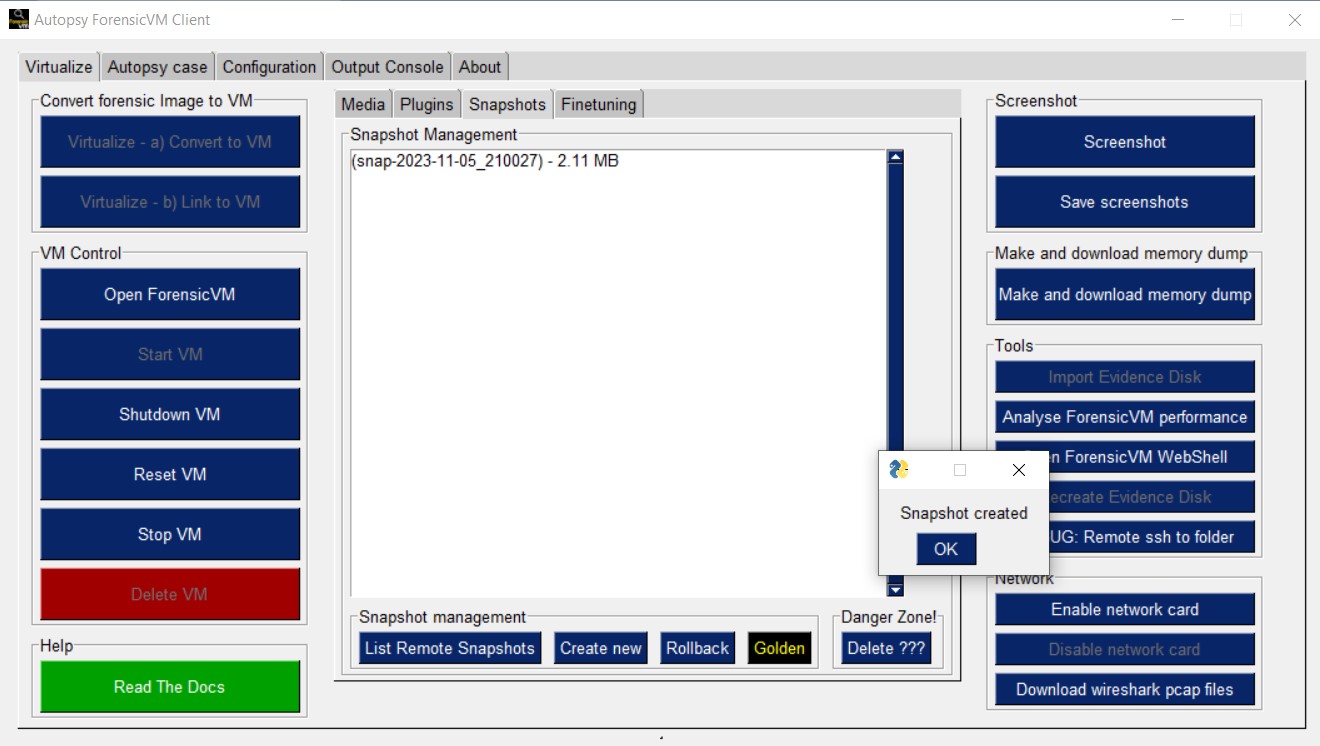 Autopsy ForensicVM Client
Virtualize
Autopsy case
Configuration
Output Console
About
Convert forensic Image to VM
Virtualize - a) Convert to VM
Virtualize - b) Link to VM
VM Control
Open ForensicVM
Start VM
Shutdown VM
Reset VM
Stop VM
Delete VM
Help
Read The Docs
Media
Plugins
Snapshots
Finetuning
Snapshot Management
(snap-2023-11-05_210027) - 2.11 MB
Snapshot management
List Remote Snapshots
Create new
Rollback
Golden
Danger Zone!
Delete ???
Snapshot created
OK
Screenshot
Screenshot
Save screenshots
Make and download memory dump
Make and download memory dump
Tools
Import Evidence Disk
Analyse ForensicVM performance
n ForensicVM WebShell
ecreate Evidence Disk
UG: Remote ssh to folder
Network
Enable network card
Disable network card
Download wireshark pcap files